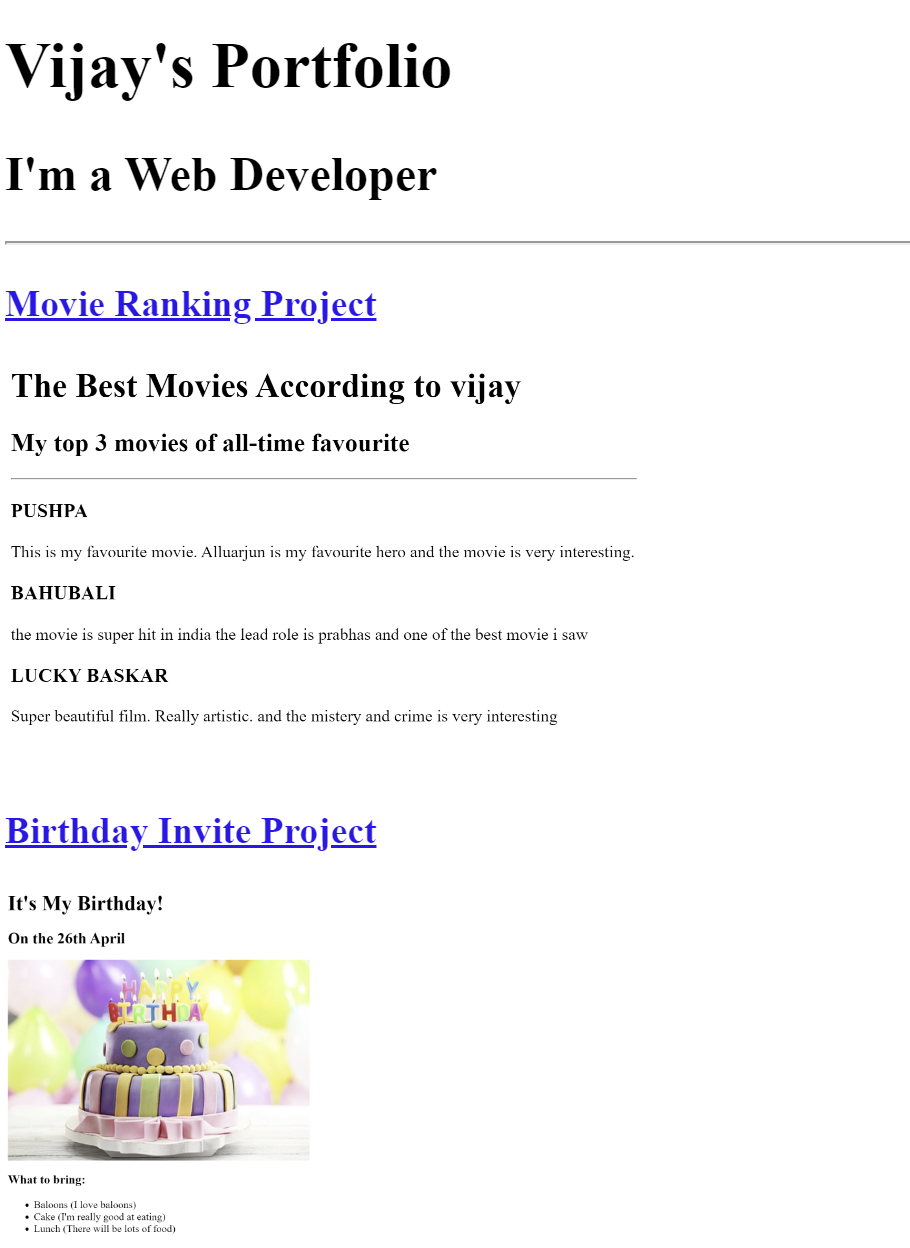 Vijay's Portfolio
I'm a Web Developer
Movie Ranking Project
The Best Movies According to vijay
My top 3 movies of all-time favourite
PUSHPA
This is my favourite movie. Alluarjun is my favourite hero and the movie is very interesting.
BAHUBALI
the movie is super hit in india the lead role is prabhas and one of the best movie i saw
LUCKY BASKAR
Super beautiful film. Really artistic. and the mistery and crime is very interesting
Birthday Invite Project
It's My Birthday!
On the 26th April
HAPPY
BIRTHDAY
What to bring:
• Baloons (I love baloons)
• Cake (I'm really good at eating)
• Lunch (There will be lots of food)